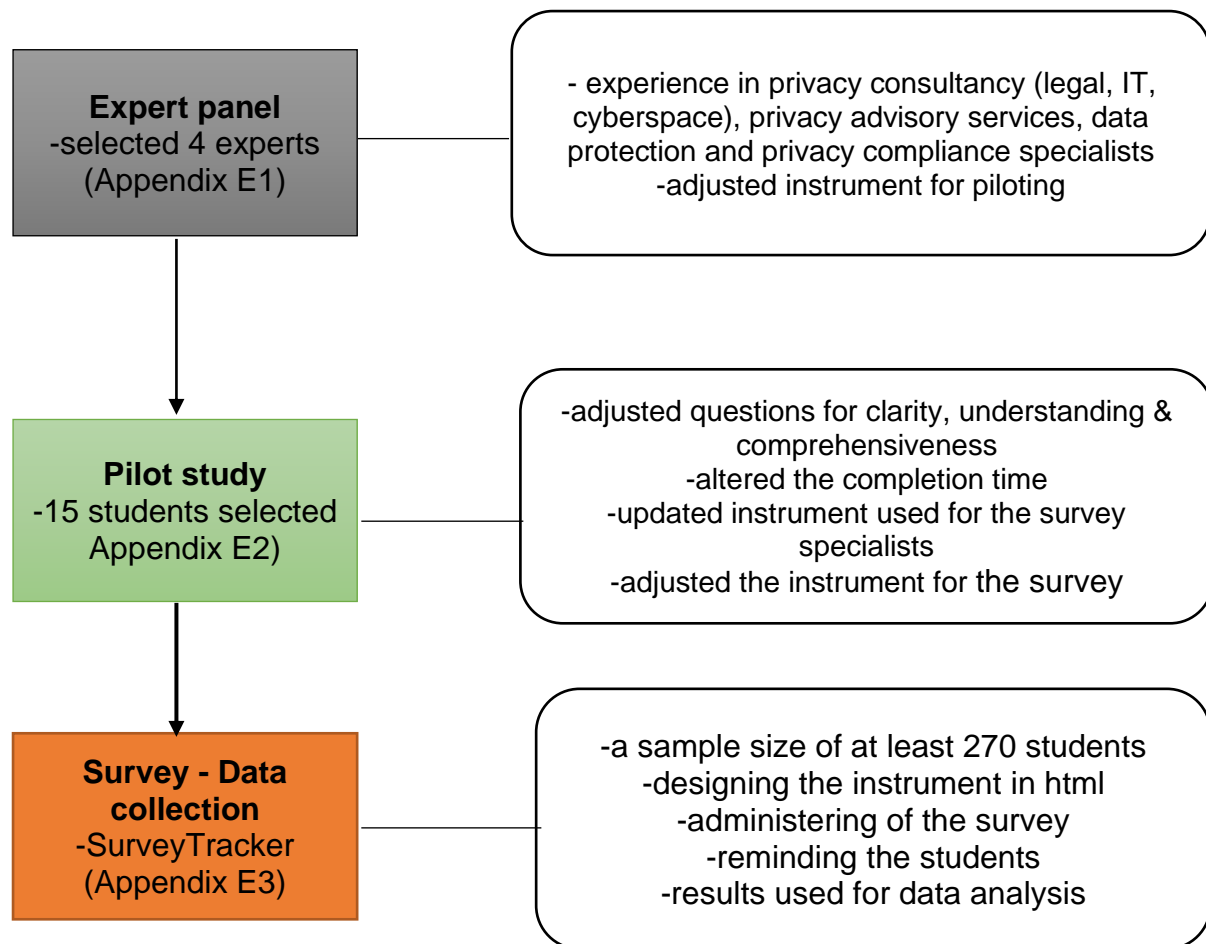 Expert panel
-selected 4 experts
(Appendix E1)
- experience in privacy consultancy (legal, IT,
cyberspace), privacy advisory services, data
protection and privacy compliance specialists
-adjusted instrument for piloting
Pilot study
-15 students selected
Appendix E2)
-adjusted questions for clarity, understanding &
comprehensiveness
-altered the completion time
-updated instrument used for the survey
specialists
-adjusted the instrument for the survey
Survey - Data
collection
-SurveyTracker
(Appendix E3)
-a sample size of at least 270 students
-designing the instrument in html
-administering of the survey
-reminding the students
-results used for data analysis